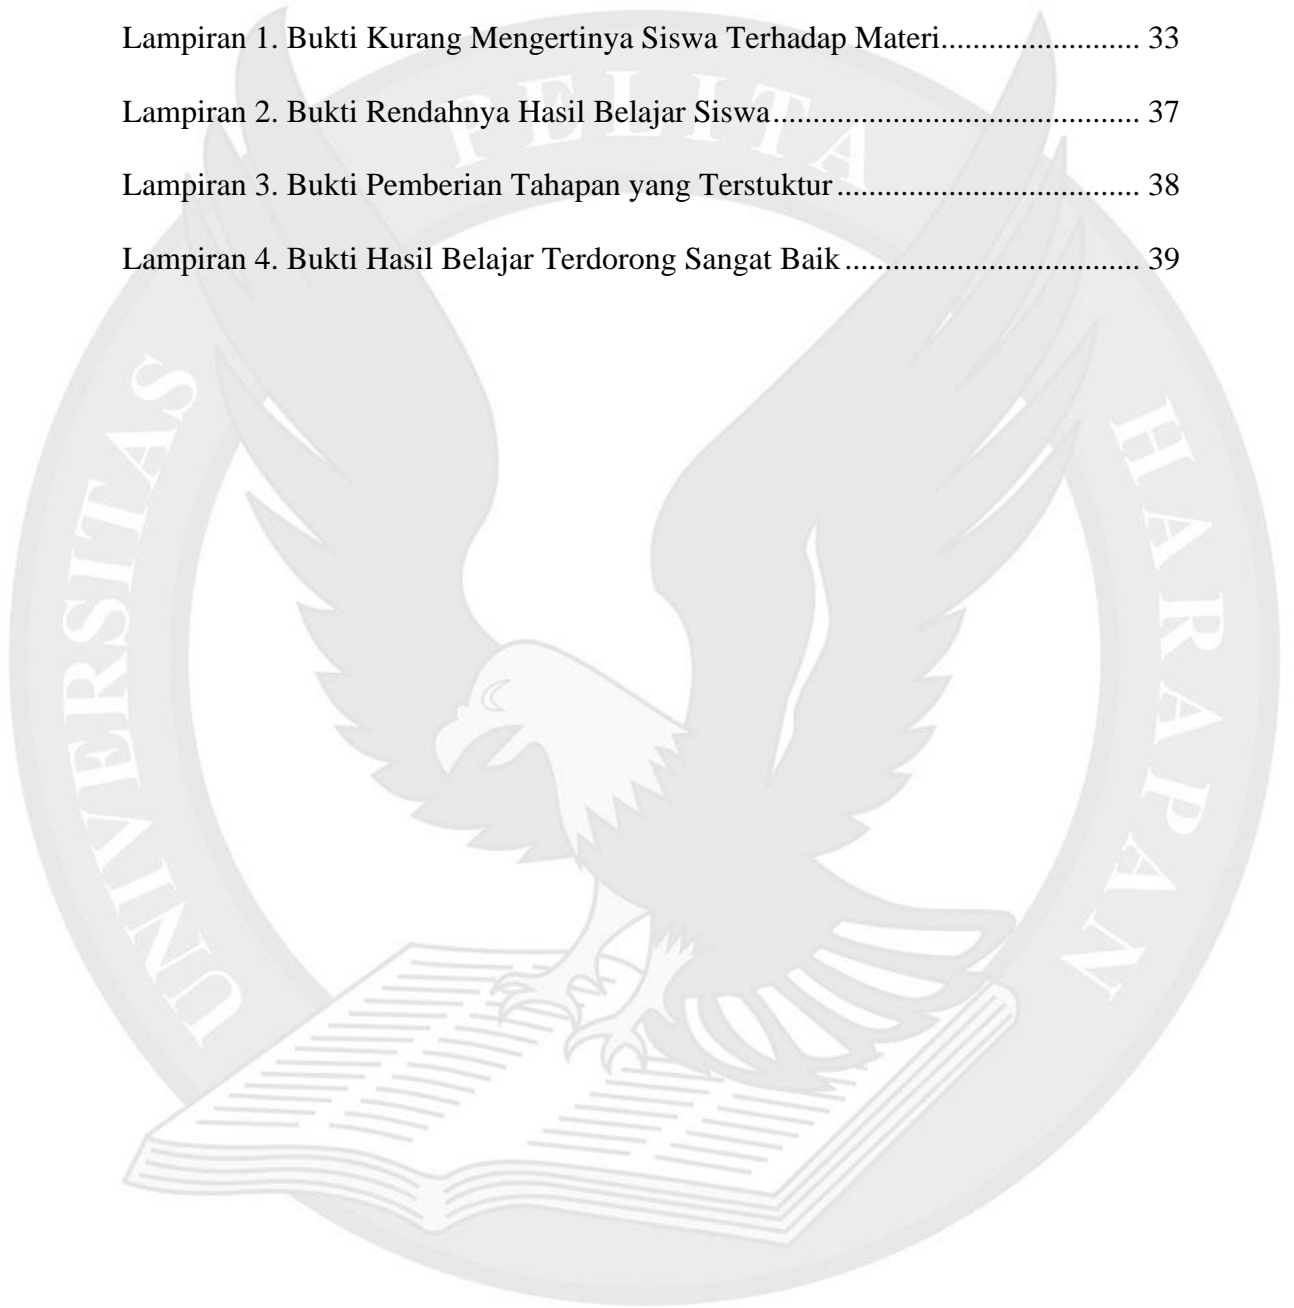 Lampiran 1. Bukti Kurang Mengertinya Siswa Terhadap Materi........................ 33
Lampiran 2. Bukti Rendahnya Hasil Belajar Siswa............................................. 37
Lampiran 3. Bukti Pemberian Tahapan yang Terstuktur ..................................... 38
Lampiran 4. Bukti Hasil Belajar Terdorong Sangat Baik.................................... 39
UNIVERSITAS PELITA HARAPAN